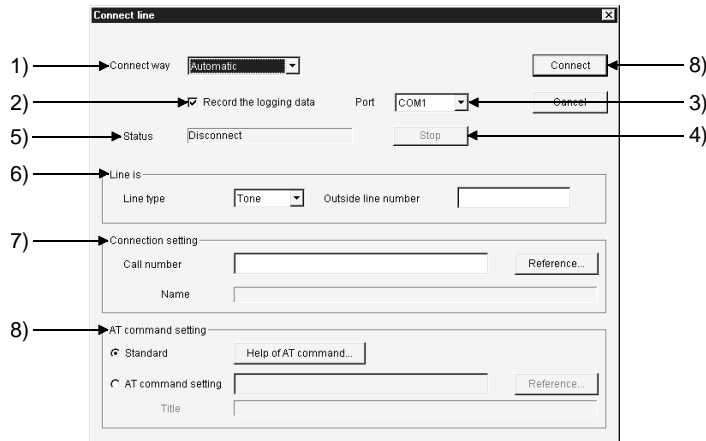 Connect line
1) Connect way Automatic Connect 8)
2) Record the logging data Port COM1 Cancel 3)
5) Status Disconnect Stop 4)
6) Line is
Line type Tone Outside line number
7) Connection setting
Call number Reference...
Name
8) AT command setting
Standard Help of AT command...
AT command setting Reference...
Title